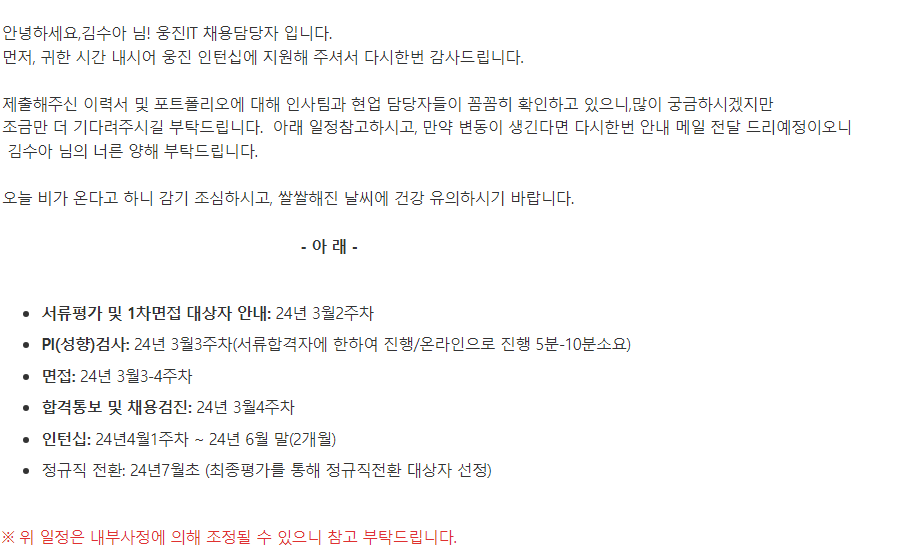 안녕하세요,김수아 님! 웅진IT 채용담당자 입니다.
먼저, 귀한 시간 내시어 웅진 인턴십에 지원해 주셔서 다시한번 감사드립니다.
제출해주신 이력서 및 포트폴리오에 대해 인사팀과 현업 담당자들이 꼼꼼히 확인하고 있으니,많이 궁금하시겠지만
조금만 더 기다려주시길 부탁드립니다. 아래 일정참고하시고, 만약 변동이 생긴다면 다시한번 안내 메일 전달 드리예정이오니
김수아 님의 너른 양해 부탁드립니다.
오늘 비가 온다고 하니 감기 조심하시고, 쌀쌀해진 날씨에 건강 유의하시기 바랍니다.
- 아 래 -
• 서류평가 및 1차면접 대상자 안내: 24년 3월2주차
• PI(성향)검사: 24년 3월3주차(서류합격자에 한하여 진행/온라인으로 진행 5분-10분소요)
• 면접: 24년 3월3-4주차
• 합격통보 및 채용검진: 24년 3월4주차
• 인턴십: 24년4월1주차 ~ 24년 6월 말(2개월)
• 정규직 전환: 24년7월초 (최종평가를 통해 정규직전환 대상자 선정)
※ 위 일정은 내부사정에 의해 조정될 수 있으니 참고 부탁드립니다.